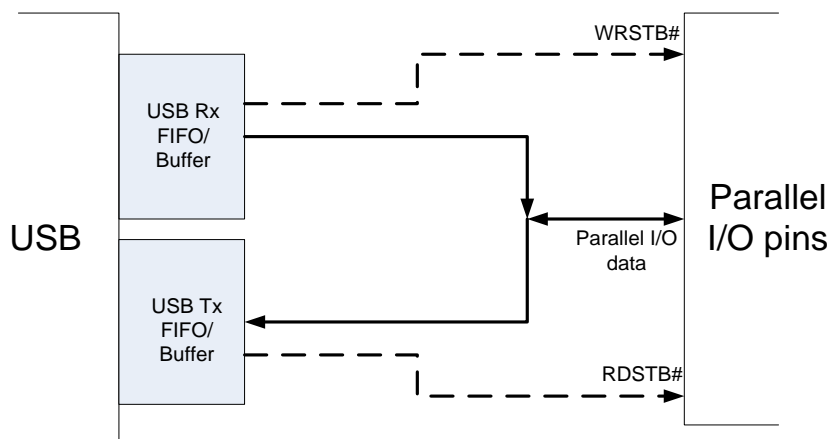 WRSTB#
USB Rx
FIFO/
Buffer
USB
Parallel
I/O pins
Parallel I/O
data
USB Tx
FIFO/
Buffer
RDSTB#